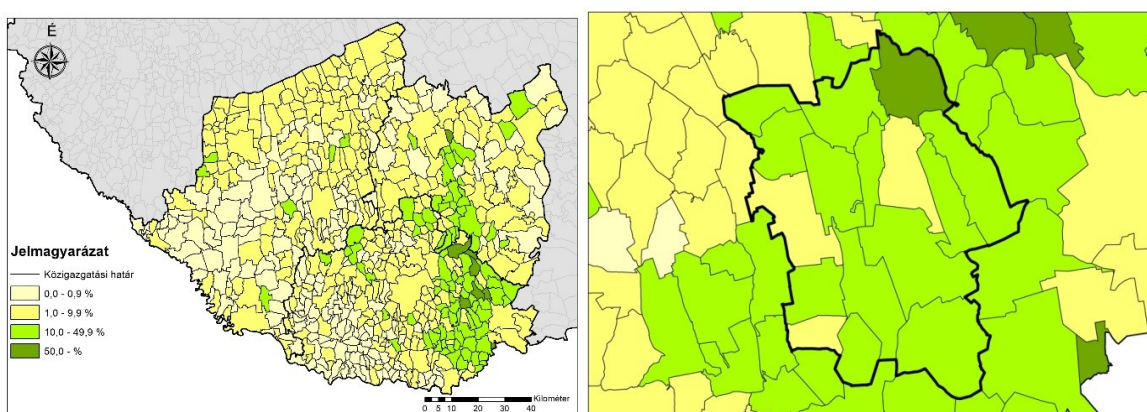 É
Jelmagyarázat
Közigazgatási határ
0,0 - 0,9 %
1,0 - 9,9 %
10,0 - 49,9 %
50,0 - %
Kilométer
0 5 10 20 30 40